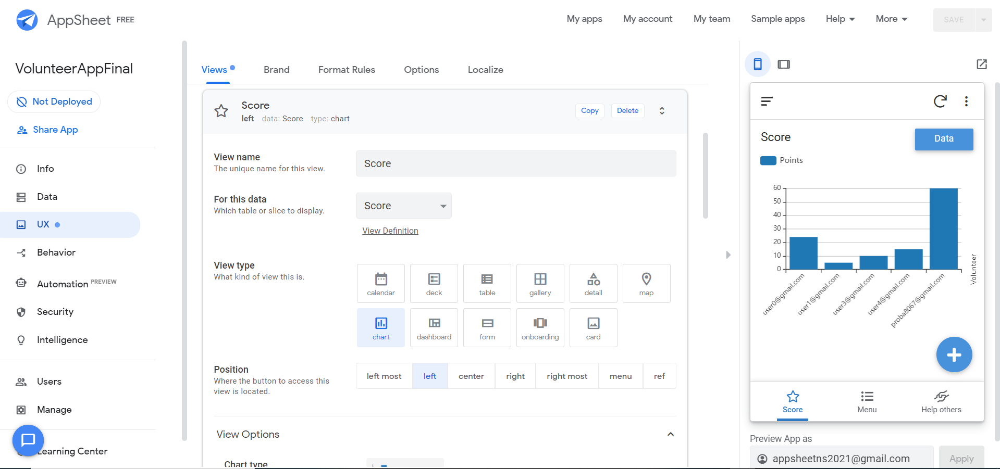 AppSheet FREE
My apps
My account
My team
Sample apps
Help
More
SAVE
VolunteerAppFinal
Not Deployed
Share App
Info
Data
UX
Behavior
Automation PREVIEW
Security
Intelligence
Users
Manage
Learning Center
Views
Brand
Format Rules
Options
Localize
Score
left data: Score type: chart
Copy
Delete
View name
The unique name for this view.
Score
For this data
Which table or slice to display.
Score
View Definition
View type
What kind of view this is.
calendar
deck
table
gallery
detail
map
chart
dashboard
form
onboarding
card
Position
Where the button to access this
view is located.
left most
left
center
right
right most
menu
ref
View Options
Chart type
Score
Data
Points
60
50
40
30
20
10
0
user0@gmail.com
user1@gmail.com
user3@gmail.com
user4@gmail.com
proba8067@gmail.com
Volunteer
Score
Menu
Help others
Preview App as
appsheetns2021@gmail.com
Apply